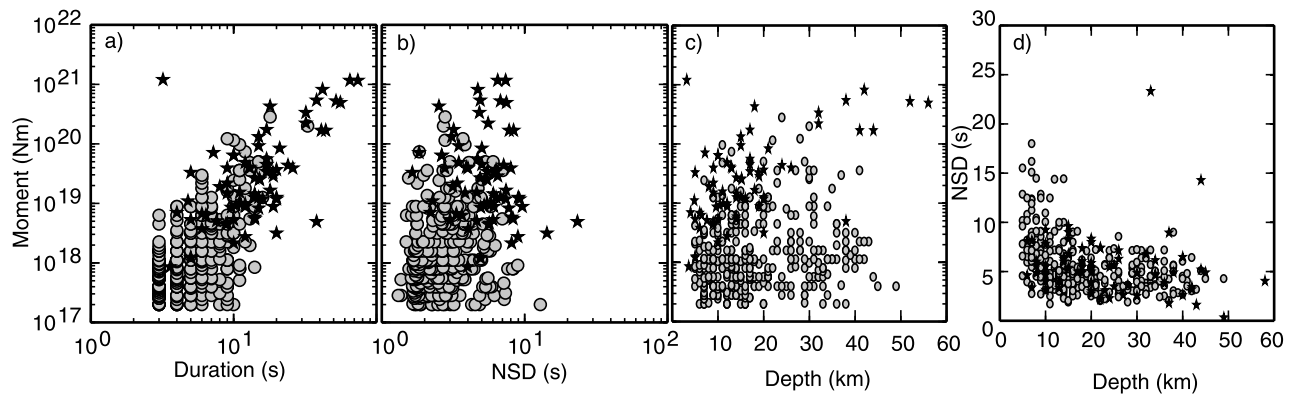 a) b) c) d)
Moment (Nm)
10^22
10^21
10^20
10^19
10^18
10^17
10^0 10^1 10^0 10^1 10^2
Duration (s)
NSD (s)
10 20 30 40 50 60
Depth (km)
NSD (s)
30
25
20
15
10
5
0
0 10 20 30 40 50 60
Depth (km)